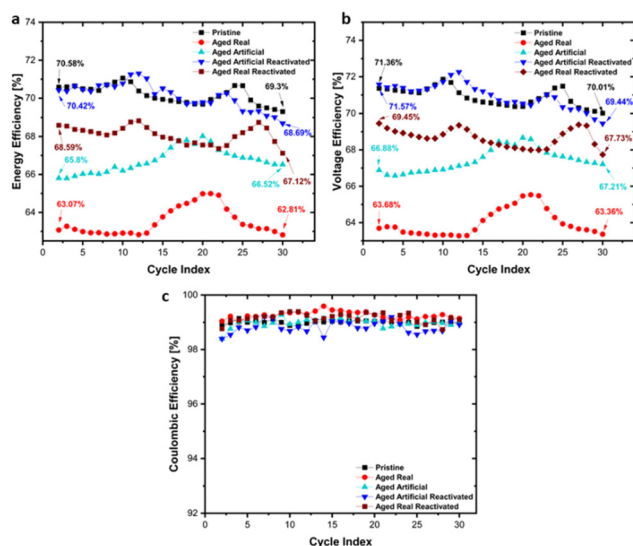 a
Energy Efficiency [%]
73
71
70
68
66
65
63
Pristine
Aged Real
Aged Artificial
Aged Artificial Reactivated
Aged Real Reactivated
70.58%
70.42%
68.59%
65.8%
63.07%
69.3%
68.69%
67.12%
66.52%
62.81%
0 5 10 15 20 25 30
Cycle Index
b
Voltage Efficiency [%]
74
72
70
68
66
64
Pristine
Aged Real
Aged Artificial
Aged Artificial Reactivated
Aged Real Reactivated
71.36%
71.57%
69.45%
66.88%
63.68%
70.01%
69.44%
67.73%
67.21%
63.36%
0 5 10 15 20 25 30
Cycle Index
c
Coulombic Efficiency [%]
100
98
96
94
92
Pristine
Aged Real
Aged Artificial
Aged Artificial Reactivated
Aged Real Reactivated
0 5 10 15 20 25 30
Cycle Index